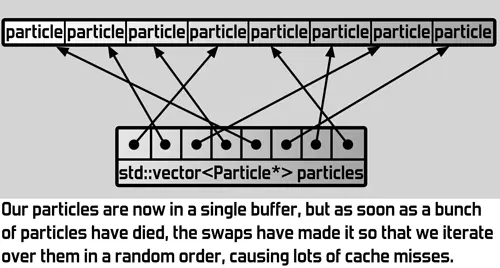 particle particle particle particle particle particle particle particle
std::vector<Particle*> particles
Our particles are now in a single buffer, but as soon as a bunch
of particles have died, the swaps have made it so that we iterate
over them in a random order, causing lots of cache misses.